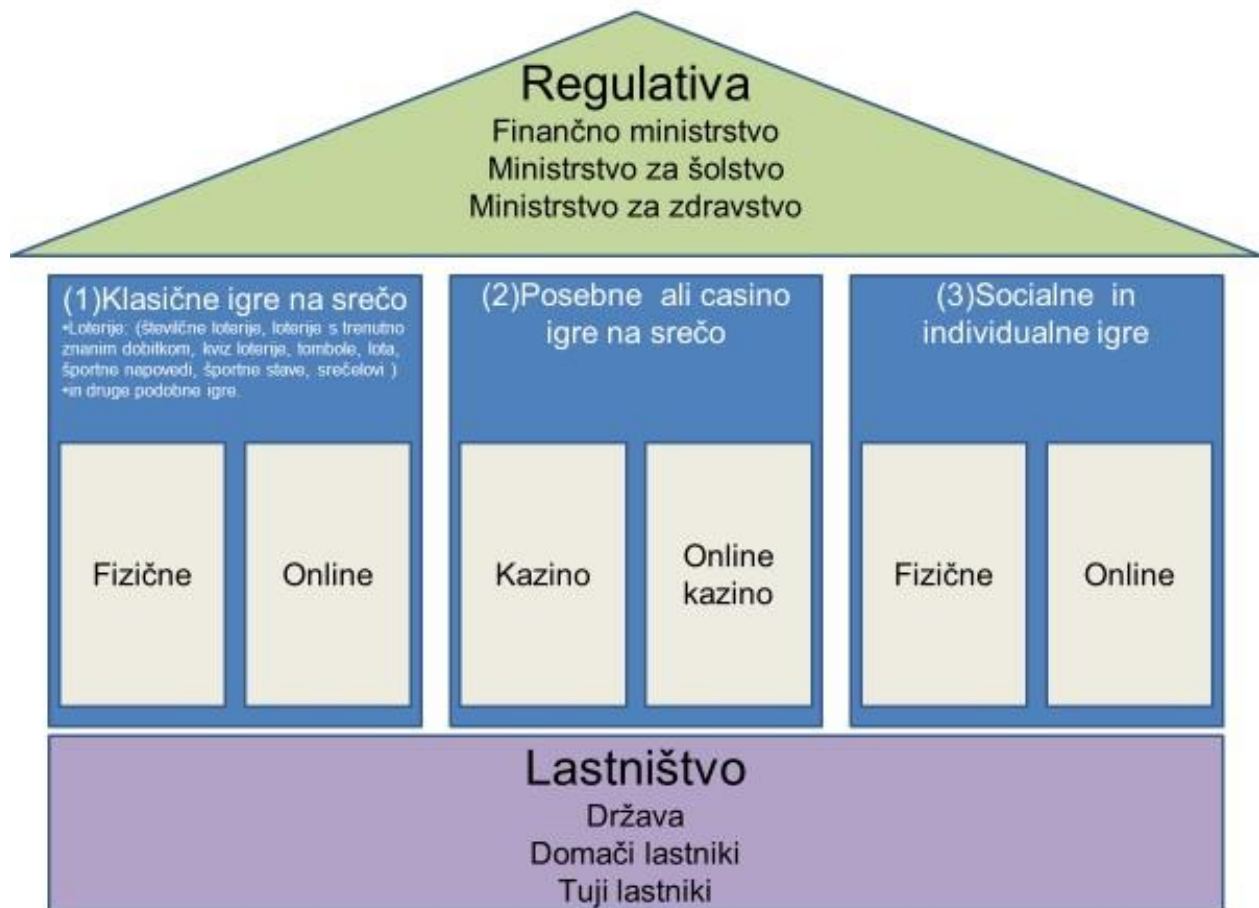 Regulativa
Finančno ministrstvo
Ministrstvo za šolstvo
Ministrstvo za zdravstvo
(1)Klasične igre na srečo
•Loterije: (številčne loterije, loterije s trenutno
znanim dobitkom, kviz loterije, tombole, lota,
športne napovedi, športne stave, srečelovi )
•in druge podobne igre.
Fizične
Online
(2)Posebne ali casino
igre na srečo
Kazino
Online
kazino
(3)Socialne in
individualne igre
Fizične
Online
Lastništvo
Država
Domači lastniki
Tuji lastniki